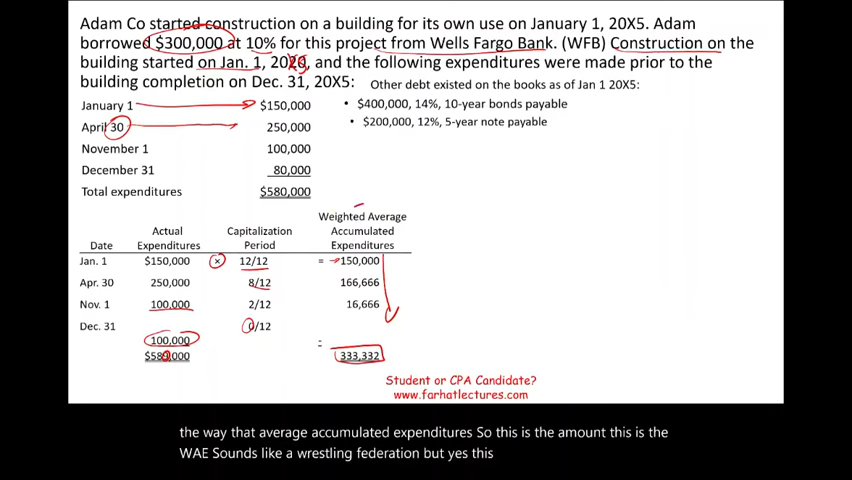 Adam Co started construction on a building for its own use on January 1, 20X5. Adam
borrowed $300,000 at 10% for this project from Wells Fargo Bank. (WFB) Construction on the
building started on Jan. 1, and the following expenditures were made prior to the
building completion on Dec. 31, 20X5:
Other debt existed on the books as of Jan 1 20X5:
January 1 $150,000
• $400,000, 14%, 10-year bonds payable
April 30 250,000
• $200,000, 12%, 5-year note payable
November 1 100,000
December 31 80,000
Total expenditures $580,000
Weighted Average
Actual Capitalization Accumulated
Date Expenditures Period Expenditures
Jan. 1 $150,000 × 12/12 = 150,000
Apr. 30 250,000 8/12 166,666
Nov. 1 100,000 2/12 16,666
Dec. 31 0/12
100,000 =
$580,000 333,332
Student or CPA Candidate?
www.farhatlectures.com
the way that average accumulated expenditures So this is the amount this is the
WAE Sounds like a wrestling federation but yes this